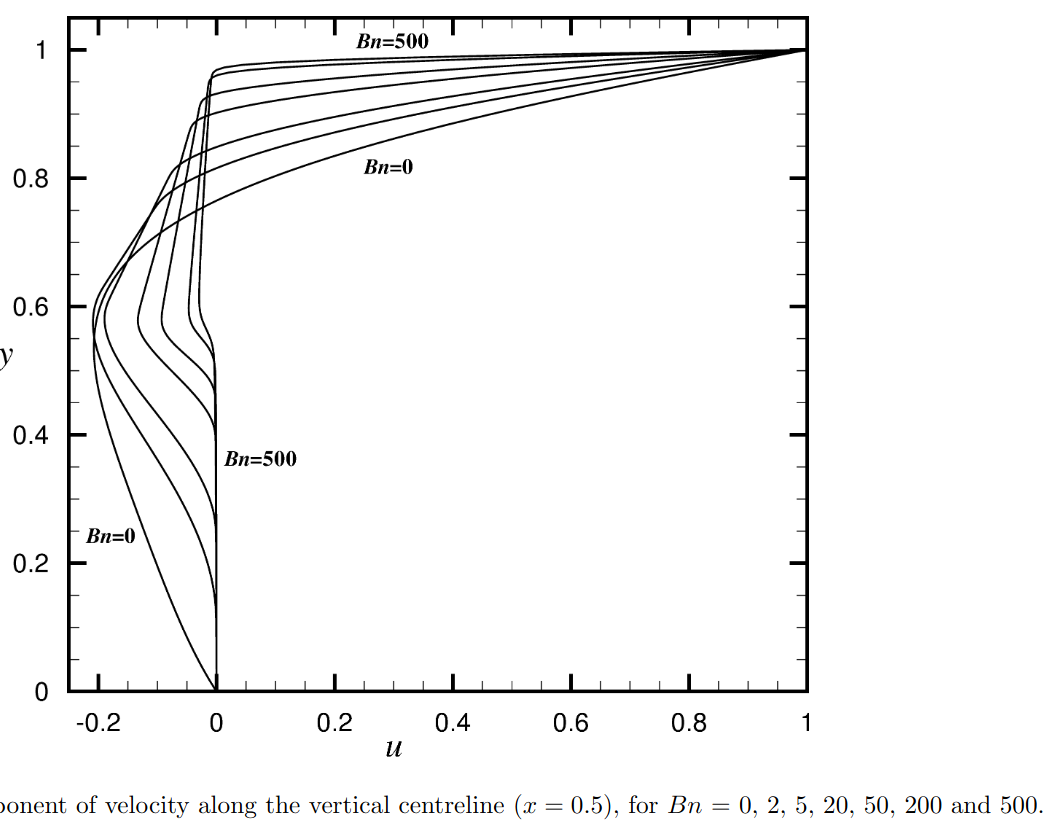 Bn=500
1
Bn=0
0.8
0.6
y
0.4
Bn=500
Bn=0
0.2
0
-0.2 0 0.2 0.4 0.6 0.8 1
u
of velocity along the vertical centreline (x = 0.5), for Bn = 0, 2, 5, 20, 50, 200 and 500.